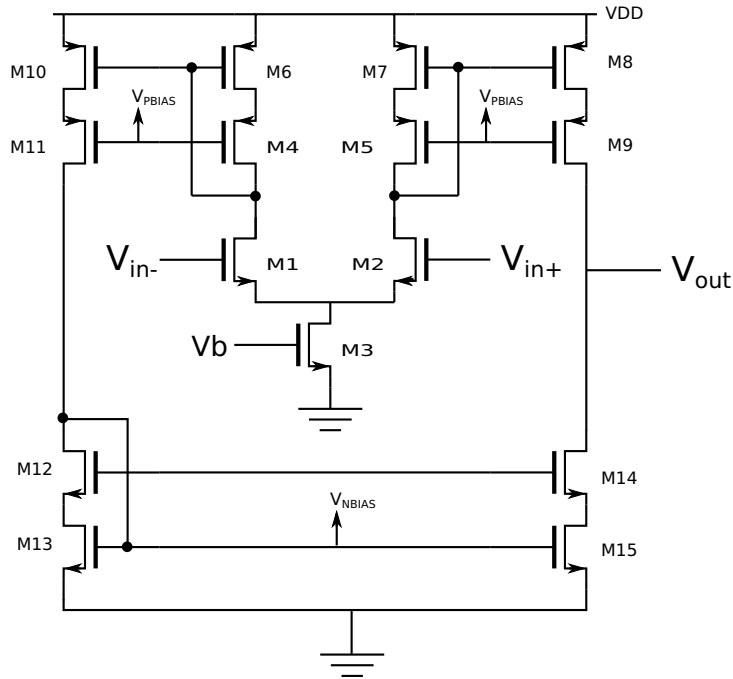 VDD
M10
M6
M7
M8
VPBIAS
VPBIAS
M11
M4
M5
M9
Vin-
M1
M2
Vin+
Vout
Vb
M3
M12
M14
VNBIAS
M13
M15